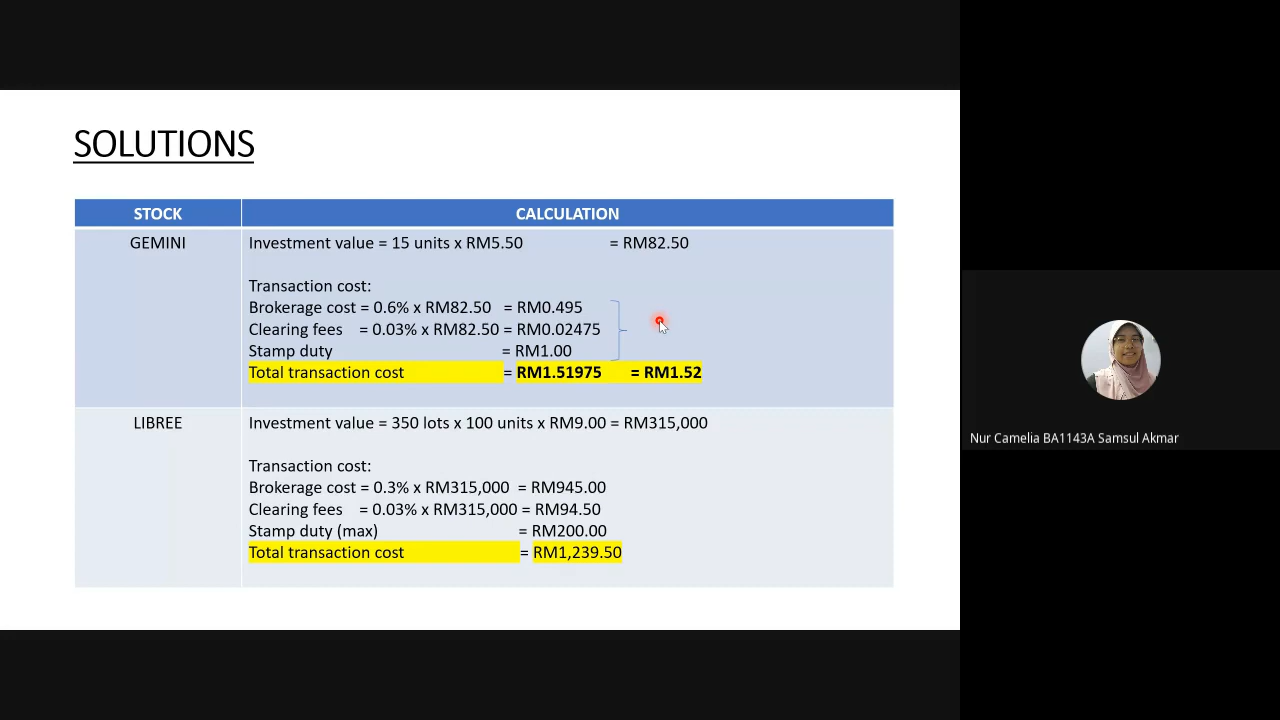 SOLUTIONS
STOCK CALCULATION
GEMINI Investment value = 15 units x RM5.50 = RM82.50
Transaction cost:
Brokerage cost = 0.6% x RM82.50 = RM0.495
Clearing fees = 0.03% x RM82.50 = RM0.02475
Stamp duty = RM1.00
Total transaction cost = RM1.51975 = RM1.52
LIBREE Investment value = 350 lots x 100 units x RM9.00 = RM315,000
Transaction cost:
Brokerage cost = 0.3% x RM315,000 = RM945.00
Clearing fees = 0.03% x RM315,000 = RM94.50
Stamp duty (max) = RM200.00
Total transaction cost = RM1,239.50
Nur Camelia BA1143A Samsul Akmar